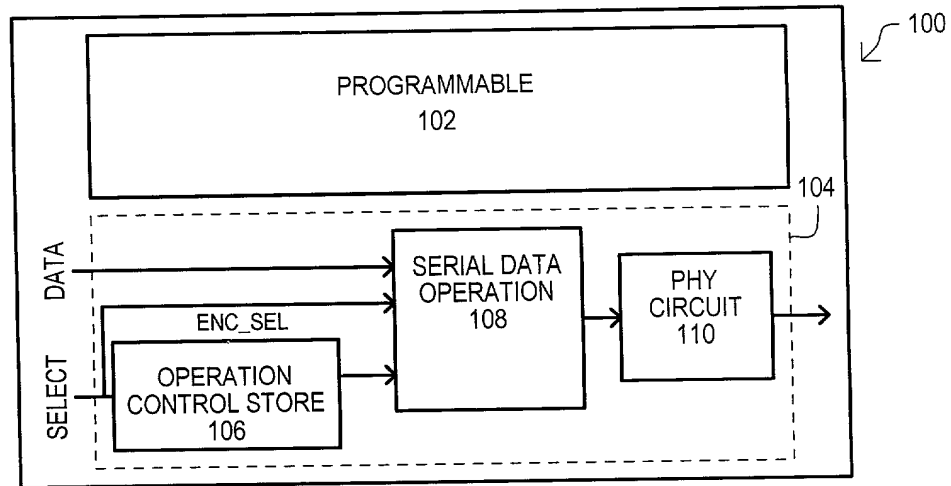 100
PROGRAMMABLE
102
104
DATA
SERIAL DATA
OPERATION
108
PHY
CIRCUIT
110
ENC_SEL
SELECT
OPERATION
CONTROL STORE
106